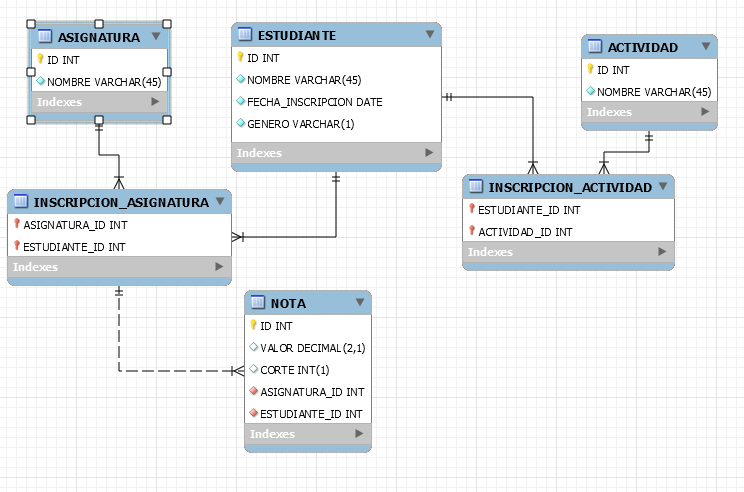 ASIGNATURA
ID INT
NOMBRE VARCHAR(45)
Indexes
ESTUDIANTE
ID INT
NOMBRE VARCHAR(45)
FECHA_INSCRIPCION DATE
GENERO VARCHAR(1)
Indexes
ACTIVIDAD
ID INT
NOMBRE VARCHAR(45)
Indexes
INSCRIPCION_ASIGNATURA
ASIGNATURA_ID INT
ESTUDIANTE_ID INT
Indexes
INSCRIPCION_ACTIVIDAD
ESTUDIANTE_ID INT
ACTIVIDAD_ID INT
Indexes
NOTA
ID INT
VALOR DECIMAL(2,1)
CORTE INT(1)
ASIGNATURA_ID INT
ESTUDIANTE_ID INT
Indexes